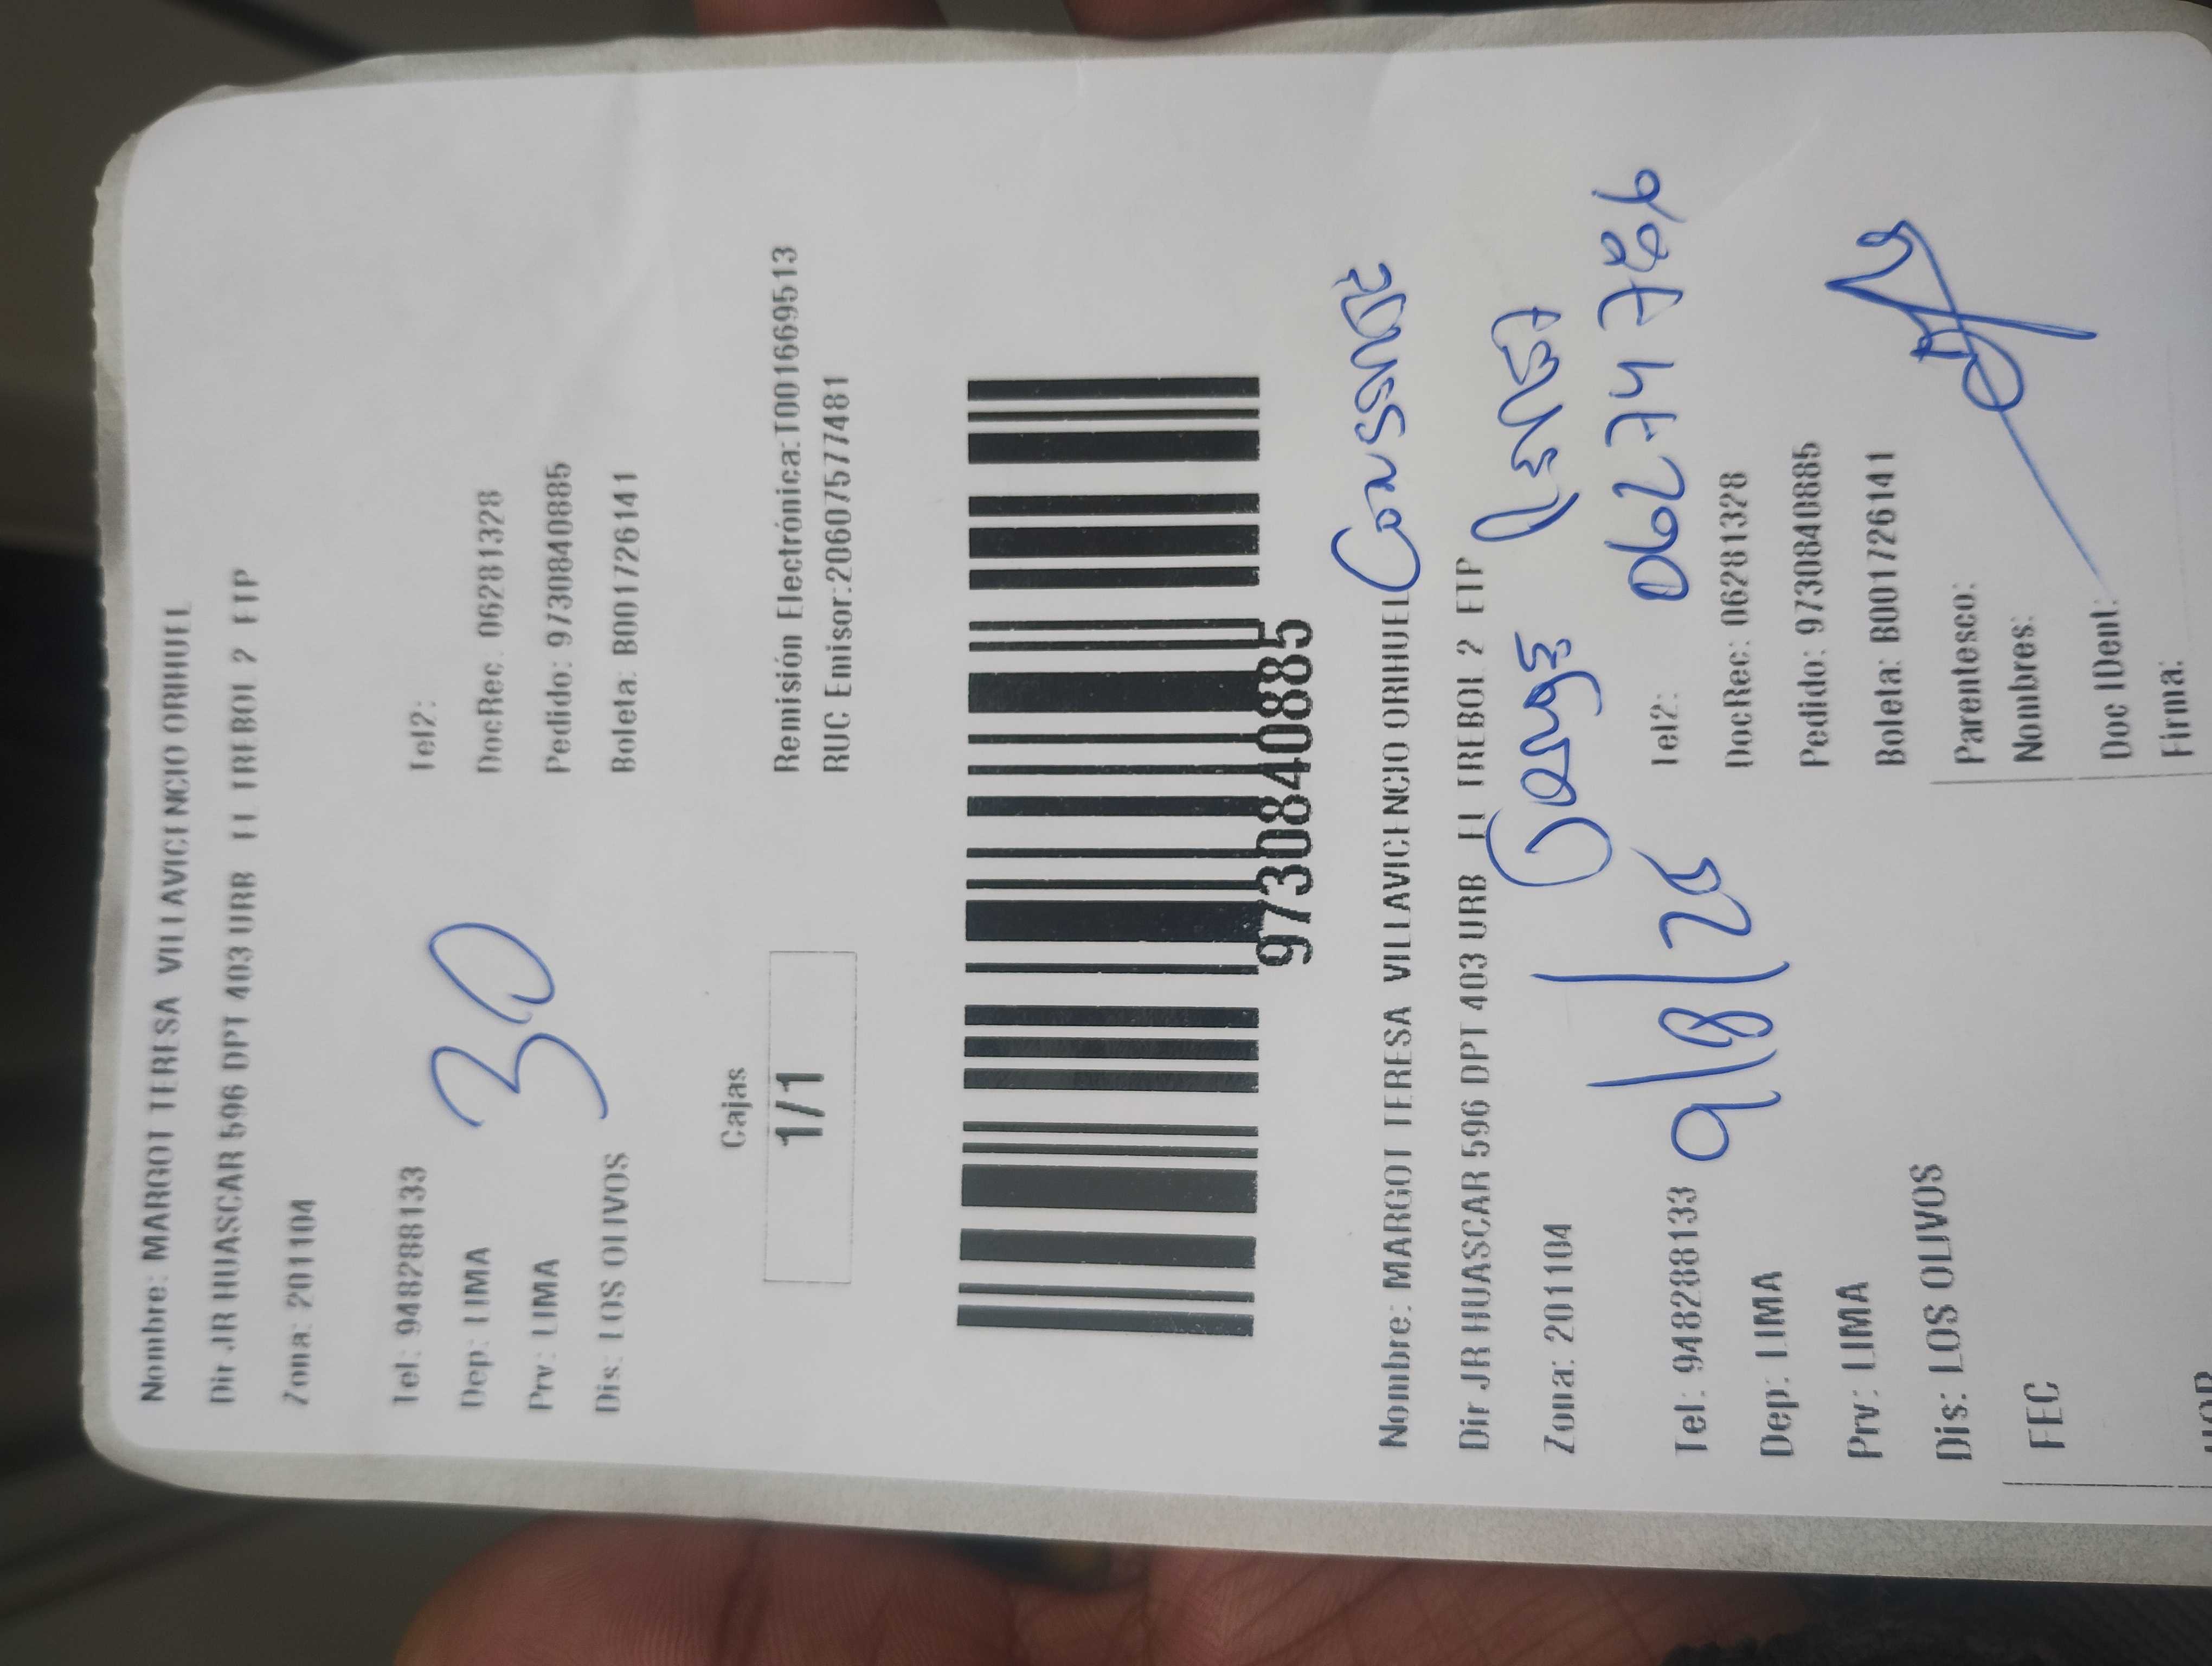 Nombre: MARGOT TERESA VILLAVICENCIO ORIHUEL
Dir JR HUASCAR 596 DPT 403 URB EL TREBOL 2 ETP
Zona: 201104
Tel: 948288133 Tel2:
Dep: LIMA DocRec: 06281328
Prv: LIMA Pedido: 9730840885
Dis: LOS OLIVOS Boleta: B001726141
30
Cajas
1/1
Remisión Electrónica:T001669513
RUC Emisor:20607577481
9730840885
Nombre: MARGOT TERESA VILLAVICENCIO ORIHUEL
Dir JR HUASCAR 596 DPT 403 URB EL TREBOL 2 ETP
Zona: 201104
Jorge
9/8/25
Tel: 948288133 Tel2:
Dep: LIMA DocRec: 06281328
Prv: LIMA Pedido: 9730840885
Dis: LOS OLIVOS Boleta: B001726141
FEC Parentesco:
Nombres:
Doc IDent:
Firma: